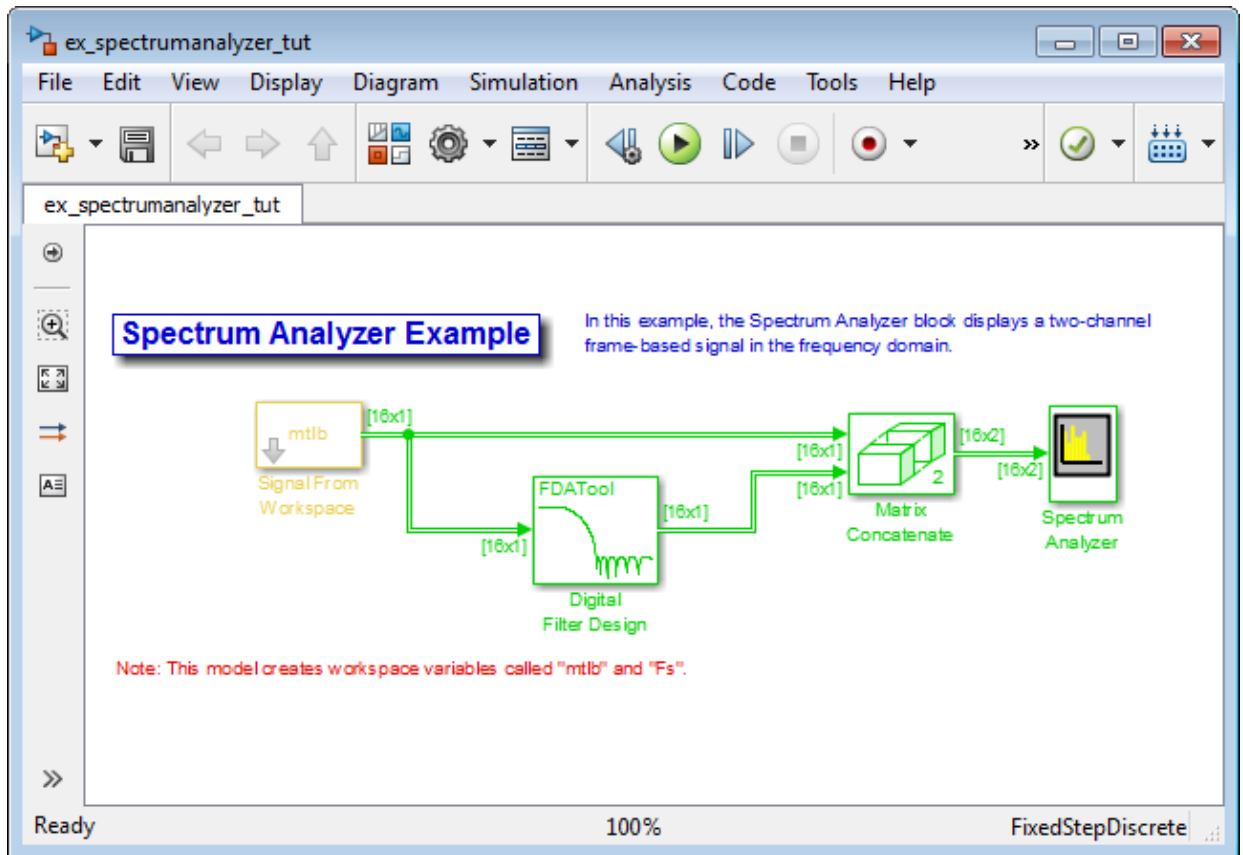 ex_spectrumanalyzer_tut
File Edit View Display Diagram Simulation Analysis Code Tools Help
ex_spectrumanalyzer_tut
Spectrum Analyzer Example
In this example, the Spectrum Analyzer block displays a two-channel
frame-based signal in the frequency domain.
mtlb
[16x1]
Signal From
Workspace
[16x1]
FDATool
[16x1]
Digital
Filter Design
[16x1]
[16x1]
2
[16x2]
Matrix
Concatenate
[16x2]
Spectrum
Analyzer
Note: This model creates workspace variables called "mtlb" and "Fs".
Ready 100% FixedStepDiscrete